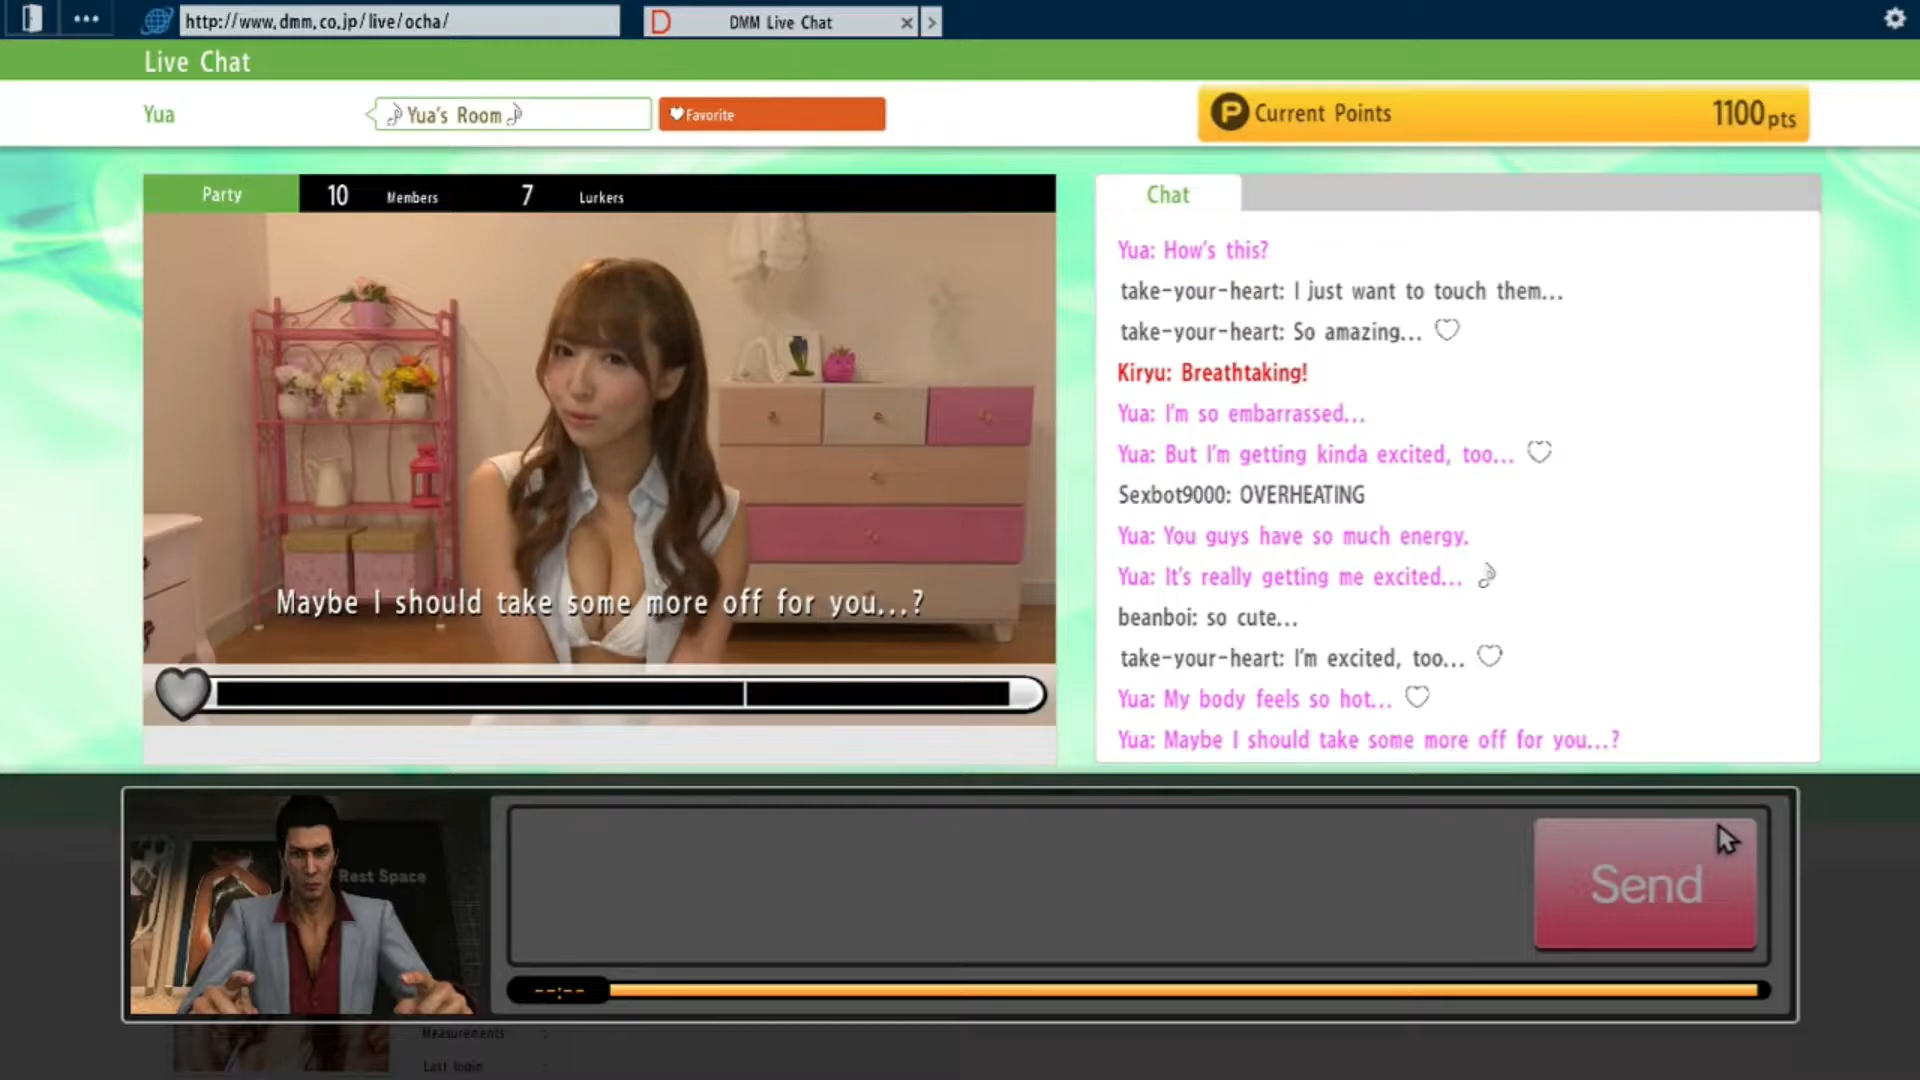 http://www.dmm.co.jp/live/ocha/
DMM Live Chat
Live Chat
Yua
Yua's Room
Favorite
P Current Points
1100pts
Party
10 Members
7 Lurkers
Chat
Yua: How's this?
take-your-heart: I just want to touch them...
take-your-heart: So amazing...
Kiryu: Breathtaking!
Yua: I'm so embarrassed...
Yua: But I'm getting kinda excited, too...
Sexbot9000: OVERHEATING
Yua: You guys have so much energy.
Yua: It's really getting me excited...
beanboi: so cute...
take-your-heart: I'm excited, too...
Yua: My body feels so hot...
Yua: Maybe I should take some more off for you...?
Maybe I should take some more off for you...?
Rest Space
Send
--:--
Measurements :
Last login :